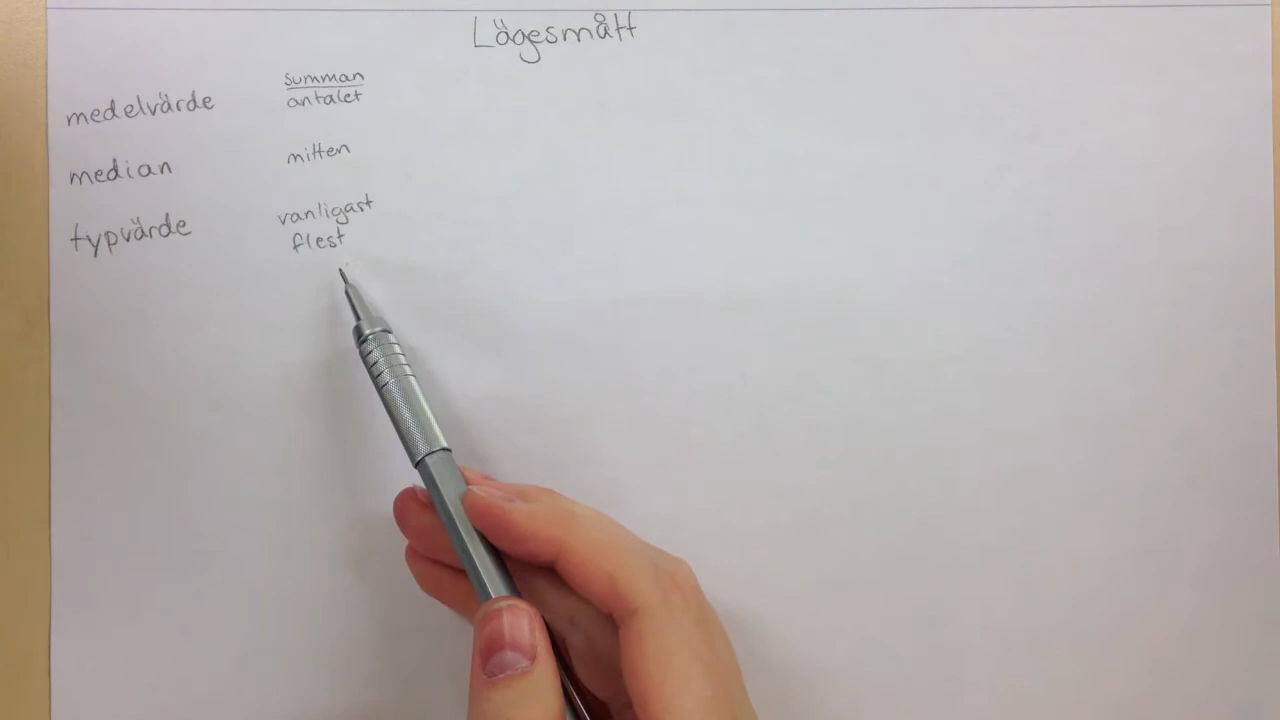 Lägesmått
medelvärde summan
antalet
median mitten
typvärde vanligast
flest